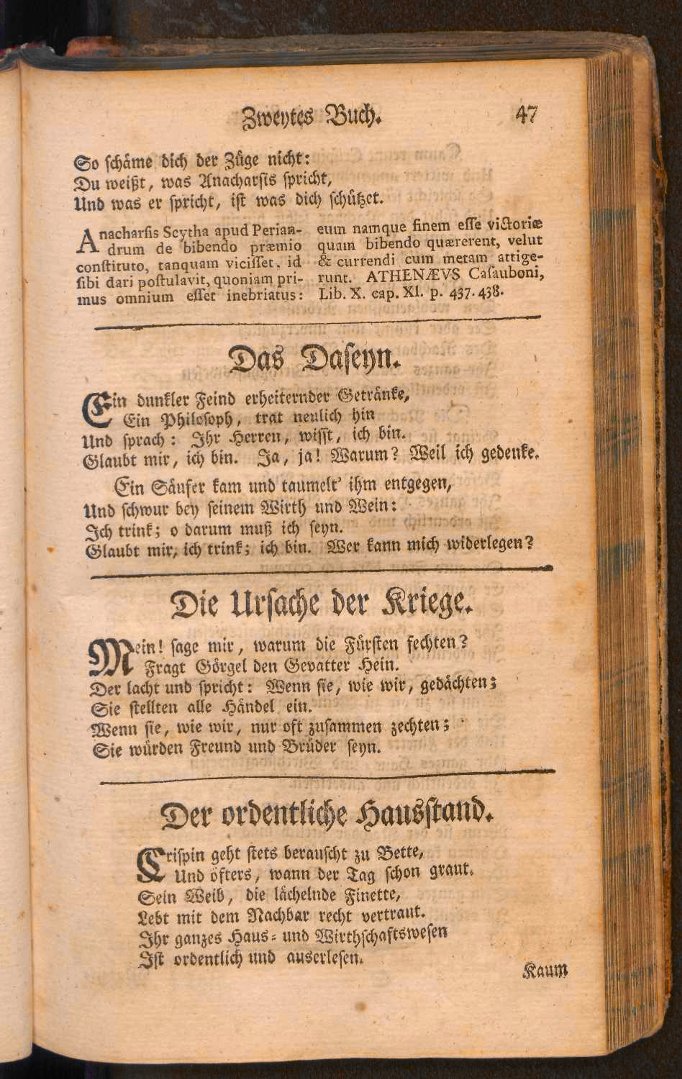 Zweytes Buch. 47
So schäme dich der Züge nicht:
Du weißt, was Anacharsis spricht,
Und was er spricht, ist was dich schützet.
Anacharsis Scytha apud Perian-
drum de bibendo præmio
constituto, tanquam vicisset, id
sibi dari postulavit, quoniam pri-
mus omnium esset inebriatus:
eum namque finem esse victoriæ
quam bibendo quærerent, velut
& currendi cum metam attige-
runt. ATHENÆVS Casauboni,
Lib. X. cap. XI. p. 437. 438.
Das Daseyn.
Ein dunkler Feind erheiternder Getränke,
Ein Philosoph, trat neulich hin
Und sprach: Ihr Herren, wisst, ich bin.
Glaubt mir, ich bin. Ja, ja! Warum? Weil ich gedenke.
Ein Säufer kam und taumelt' ihm entgegen,
Und schwur bey seinem Wirth und Wein:
Ich trink; o darum muß ich seyn.
Glaubt mir, ich trink; ich bin. Wer kann mich widerlegen?
Die Ursache der Kriege.
Mein! sage mir, warum die Fürsten fechten?
Fragt Görgel den Gevatter Hein.
Der lacht und spricht: Wenn sie, wie wir, gedächten;
Sie stellten alle Händel ein.
Wenn sie, wie wir, nur oft zusammen zechten;
Sie würden Freund und Brüder seyn.
Der ordentliche Hausstand.
Crispin geht stets berauscht zu Bette,
Und öfters, wann der Tag schon graut.
Sein Weib, die lächelnde Finette,
Lebt mit dem Nachbar recht vertraut.
Ihr ganzes Haus- und Wirthschaftswesen
Ist ordentlich und auserlesen.
Kaum